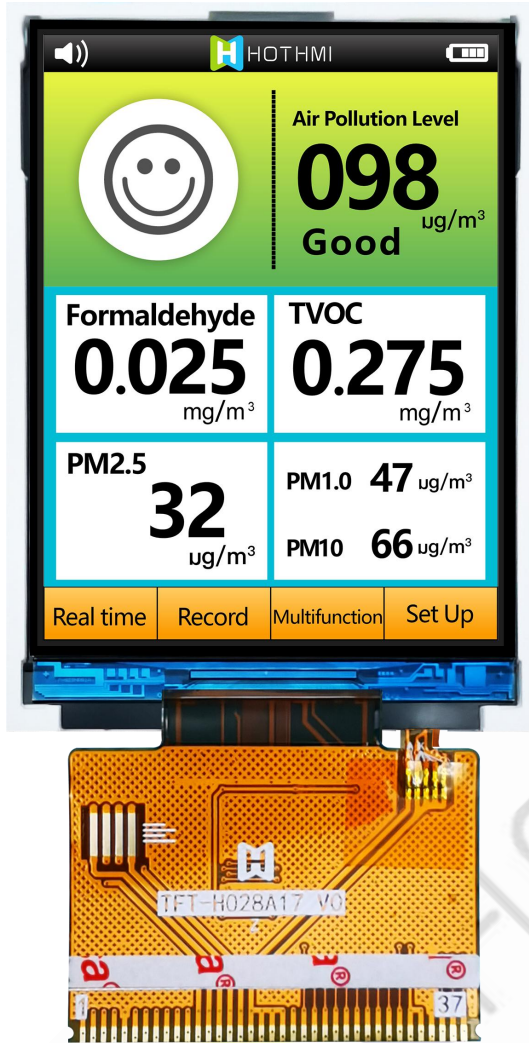 HOTHMI
Air Pollution Level
098
µg/m³
Good
Formaldehyde
0.025
mg/m³
TVOC
0.275
mg/m³
PM2.5
32
µg/m³
PM1.0 47 µg/m³
PM10 66 µg/m³
Real time Record Multifunction Set Up
TFT-H028A17 V0
Z
a® a® a® ®
1 37